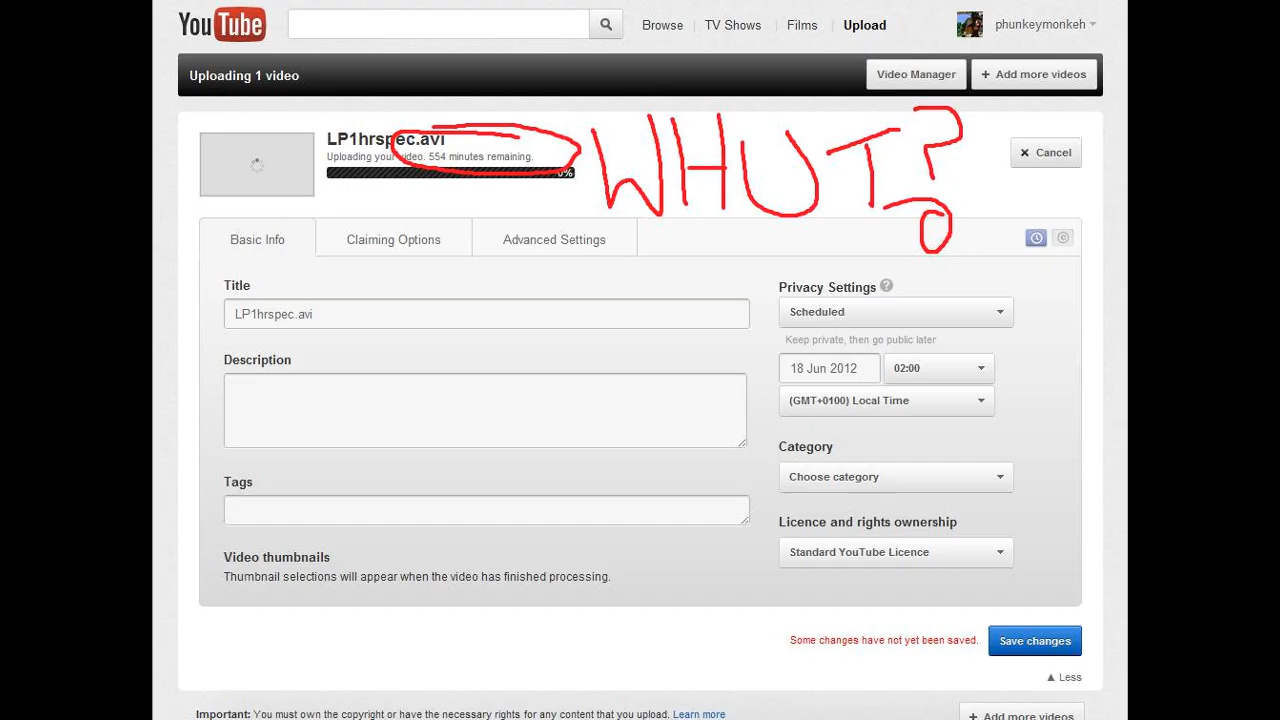 YouTube Browse TV Shows Films Upload phunkeymonkeh
Uploading 1 video Video Manager + Add more videos
LP1hrspec.avi
Uploading your video. 554 minutes remaining.
0%
WHUT?
Cancel
Basic Info Claiming Options Advanced Settings
Title
LP1hrspec.avi
Description
Tags
Video thumbnails
Thumbnail selections will appear when the video has finished processing.
Privacy Settings ?
Scheduled
Keep private, then go public later
18 Jun 2012 02:00
(GMT+0100) Local Time
Category
Choose category
Licence and rights ownership
Standard YouTube Licence
Some changes have not yet been saved. Save changes
Less
Important: You must own the copyright or have the necessary rights for any content that you upload. Learn more + Add more videos